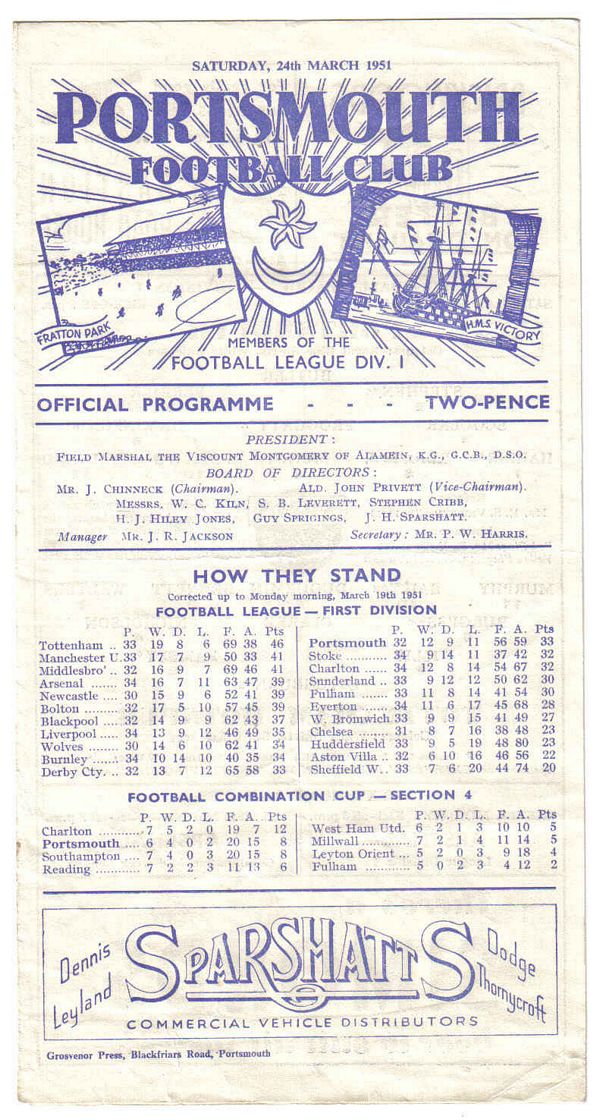 SATURDAY, 24th MARCH 1951
PORTSMOUTH
FOOTBALL CLUB
FRATTON PARK
H.M.S. VICTORY
MEMBERS OF THE
FOOTBALL LEAGUE DIV. 1
OFFICIAL PROGRAMME - - - TWO-PENCE
PRESIDENT :
FIELD MARSHAL THE VISCOUNT MONTGOMERY OF ALAMEIN, K.G., G.C.B., D.S.O.
BOARD OF DIRECTORS :
MR. J. CHINNECK (Chairman). ALD. JOHN PRIVETT (Vice-Chairman).
MESSRS. W. C. KILN, S. B. LEVERETT, STEPHEN CRIBB,
H. J. HILEY JONES, GUY SPRIGINGS, J. H. SPARSHATT.
Manager MR. J. R. JACKSON Secretary : MR. P. W. HARRIS.
HOW THEY STAND
Corrected up to Monday morning, March 19th 1951
FOOTBALL LEAGUE — FIRST DIVISION
P. W. D. L. F. A. Pts
Tottenham .. 33 19 8 6 69 38 46
Manchester U. 33 17 7 9 50 33 41
Middlesbro' .. 32 16 9 7 69 46 41
Arsenal ...... 34 16 7 11 63 47 39
Newcastle .... 30 15 9 6 52 41 39
Bolton ...... 32 17 5 10 57 45 39
Blackpool .... 32 14 9 9 62 43 37
Liverpool ..... 34 13 9 12 46 49 35
Wolves ....... 30 14 6 10 62 41 34
Burnley ...... 34 10 14 10 40 35 34
Derby Cty. .. 32 13 7 12 65 58 33
P. W. D. L. F. A. Pts
Portsmouth 32 12 9 11 56 59 33
Stoke .......... 34 9 14 11 37 42 32
Charlton ...... 34 12 8 14 54 67 32
Sunderland .. 33 9 12 12 50 62 30
Fulham ....... 33 11 8 14 41 54 30
Everton ....... 34 11 6 17 45 68 28
W. Bromwich 33 9 9 15 41 49 27
Chelsea ....... 31 8 7 16 38 48 23
Huddersfield 33 9 5 19 48 80 23
Aston Villa .. 32 6 10 16 46 56 22
Sheffield W. . 33 7 6 20 44 74 20
FOOTBALL COMBINATION CUP — SECTION 4
P. W. D. L. F. A. Pts
Charlton ........... 7 5 2 0 19 7 12
Portsmouth .... 6 4 0 2 20 15 8
Southampton .... 7 4 0 3 20 15 8
Reading ........... 7 2 2 3 11 13 6
P. W. D. L. F. A. Pts
West Ham Utd. 6 2 1 3 10 10 5
Millwall ......... 7 2 1 4 11 14 5
Leyton Orient ... 5 2 0 3 9 18 4
Fulham ........... 5 0 2 3 4 12 2
Dennis
Leyland
SPARSHATTS
Dodge
Thornycroft
COMMERCIAL VEHICLE DISTRIBUTORS
Grosvenor Press, Blackfriars Road, Portsmouth